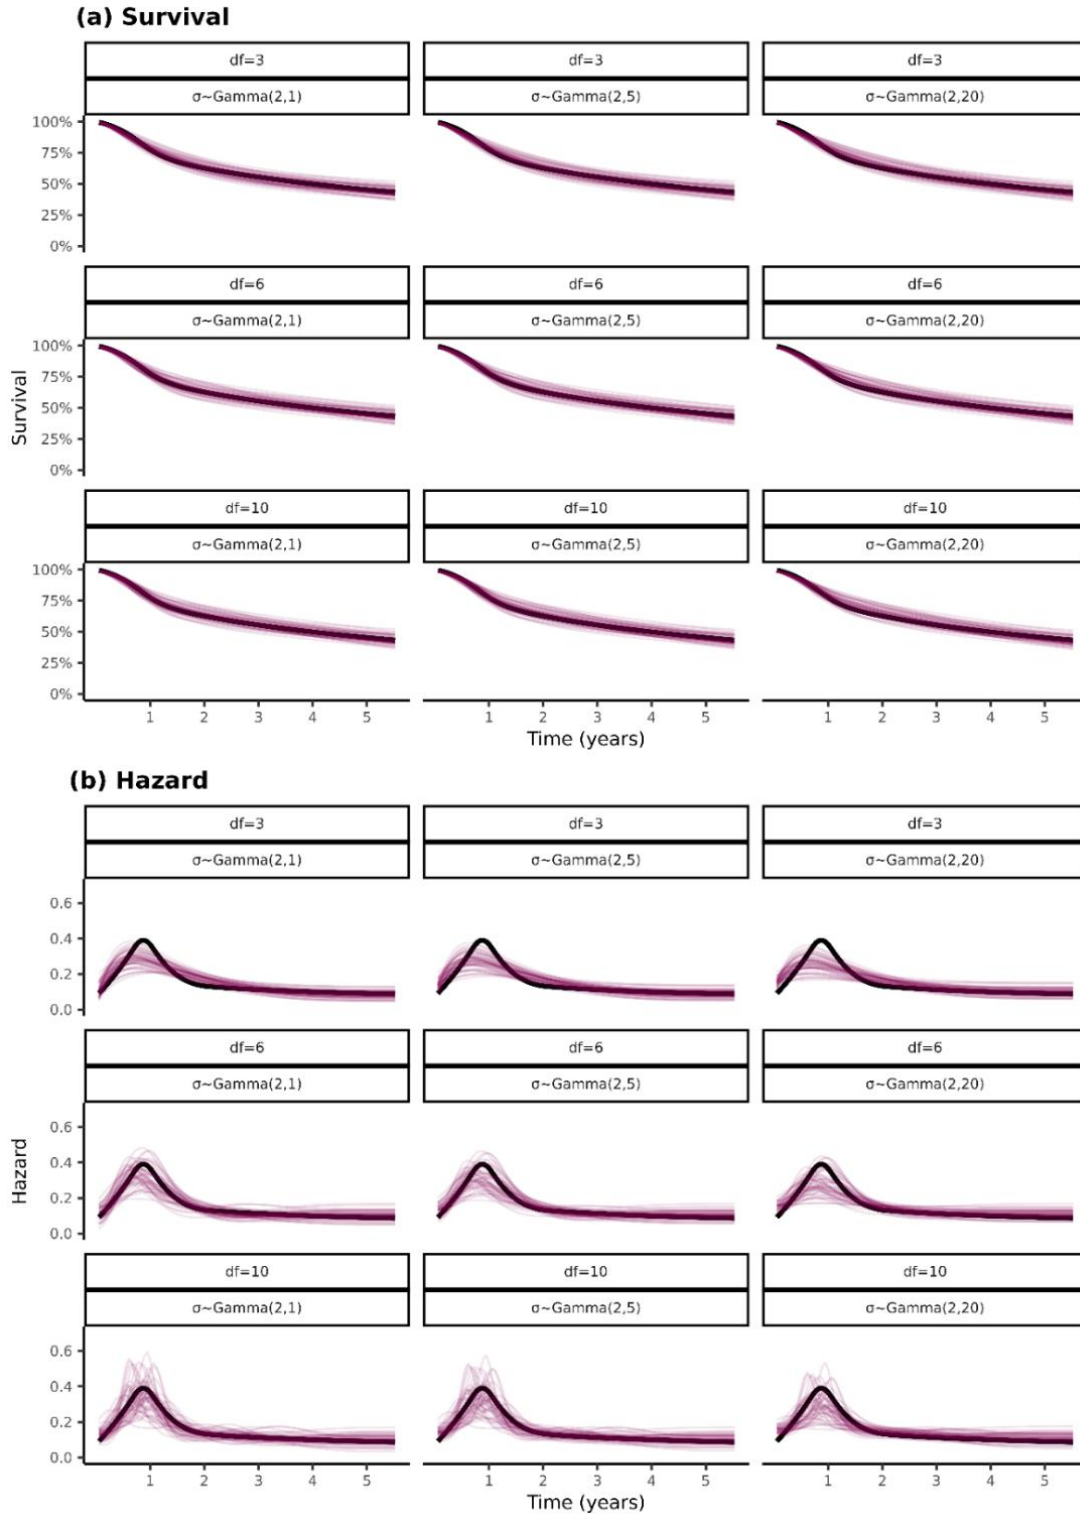 (a) Survival
df=3 df=3 df=3
σ~Gamma(2,1) σ~Gamma(2,5) σ~Gamma(2,20)
100%
75%
50%
25%
0%
df=6 df=6 df=6
σ~Gamma(2,1) σ~Gamma(2,5) σ~Gamma(2,20)
100%
75%
50%
25%
0%
Survival
df=10 df=10 df=10
σ~Gamma(2,1) σ~Gamma(2,5) σ~Gamma(2,20)
100%
75%
50%
25%
0%
1 2 3 4 5 1 2 3 4 5 1 2 3 4 5
Time (years)
(b) Hazard
df=3 df=3 df=3
σ~Gamma(2,1) σ~Gamma(2,5) σ~Gamma(2,20)
0.6
0.4
0.2
0.0
df=6 df=6 df=6
σ~Gamma(2,1) σ~Gamma(2,5) σ~Gamma(2,20)
0.6
0.4
0.2
0.0
Hazard
df=10 df=10 df=10
σ~Gamma(2,1) σ~Gamma(2,5) σ~Gamma(2,20)
0.6
0.4
0.2
0.0
1 2 3 4 5 1 2 3 4 5 1 2 3 4 5
Time (years)